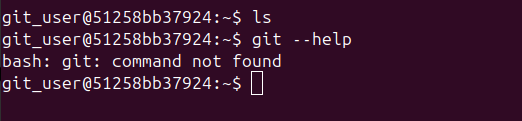 git_user@51258bb37924:~$ ls
git_user@51258bb37924:~$ git --help
bash: git: command not found
git_user@51258bb37924:~$